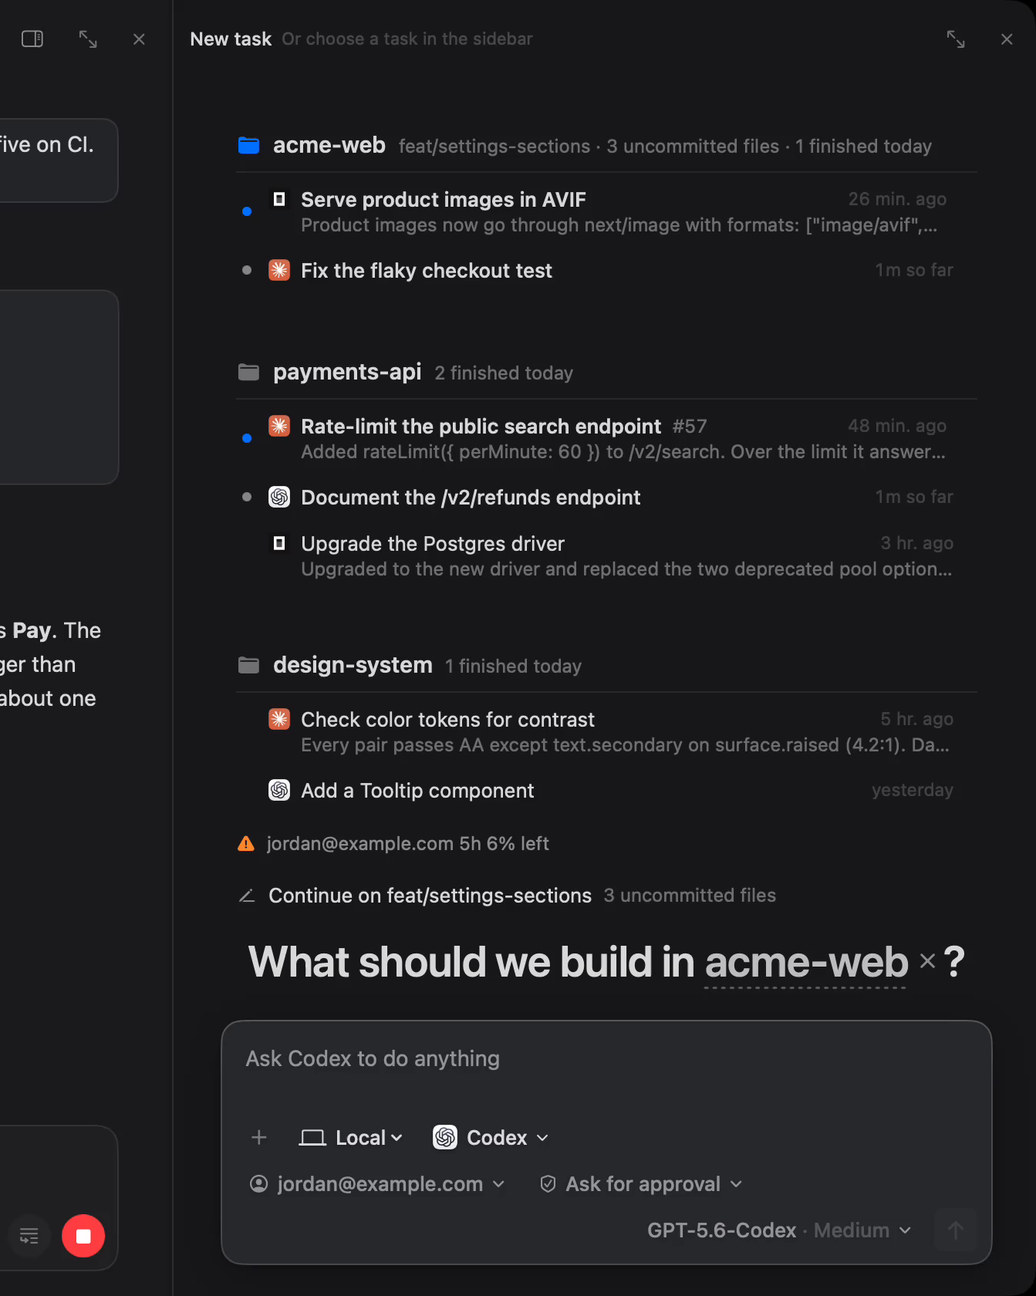 five on CI.
s Pay. The
ger than
about one
New task Or choose a task in the sidebar
acme-web feat/settings-sections · 3 uncommitted files · 1 finished today
Serve product images in AVIF 26 min. ago
Product images now go through next/image with formats: ["image/avif",...
Fix the flaky checkout test 1m so far
payments-api 2 finished today
Rate-limit the public search endpoint #57 48 min. ago
Added rateLimit({ perMinute: 60 }) to /v2/search. Over the limit it answer...
Document the /v2/refunds endpoint 1m so far
Upgrade the Postgres driver 3 hr. ago
Upgraded to the new driver and replaced the two deprecated pool option...
design-system 1 finished today
Check color tokens for contrast 5 hr. ago
Every pair passes AA except text.secondary on surface.raised (4.2:1). Da...
Add a Tooltip component yesterday
jordan@example.com 5h 6% left
Continue on feat/settings-sections 3 uncommitted files
What should we build in acme-web × ?
Ask Codex to do anything
Local Codex
jordan@example.com Ask for approval
GPT-5.6-Codex · Medium